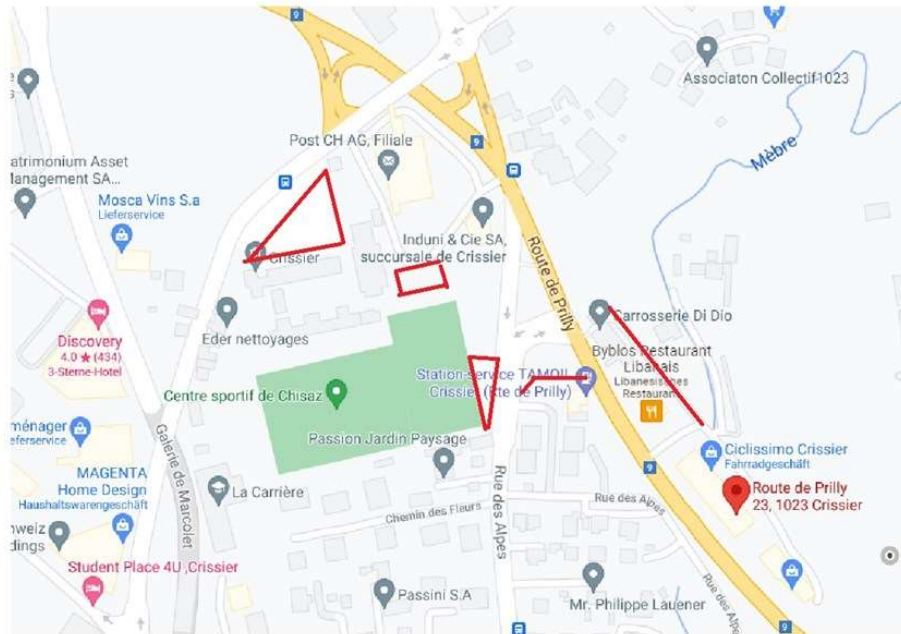 9
Associaton Collectif1023
Post CH AG, Filiale
9
Mèbre
atrimonium Asset
Management SA...
Mosca Vins S.a
Lieferservice
Induni & Cie SA,
succursale de Crissier
Crissier
Route de Prilly
Carrosserie Di Dio
Eder nettoyages
Discovery
4.0 ★ (434)
3-Sterne-Hotel
Byblos Restaurant
Libanais
Libanesisches
Restaurant
Station-service TAMOIL
Crissier (Rte de Prilly)
Centre sportif de Chisaz
Passion Jardin Paysage
ménager
eferservice
Galerie de Marcolet
Ciclissimo Crissier
Fahrradgeschäft
9
MAGENTA
Home Design
Haushaltswarengeschäft
La Carrière
Route de Prilly
23, 1023 Crissier
Rue des Alpes
Chemin des Fleurs
Rue des Alpes
hweiz
dings
Student Place 4U ,Crissier
Passini S.A
Mr. Philippe Lauener
Rue des Alpes
9
9